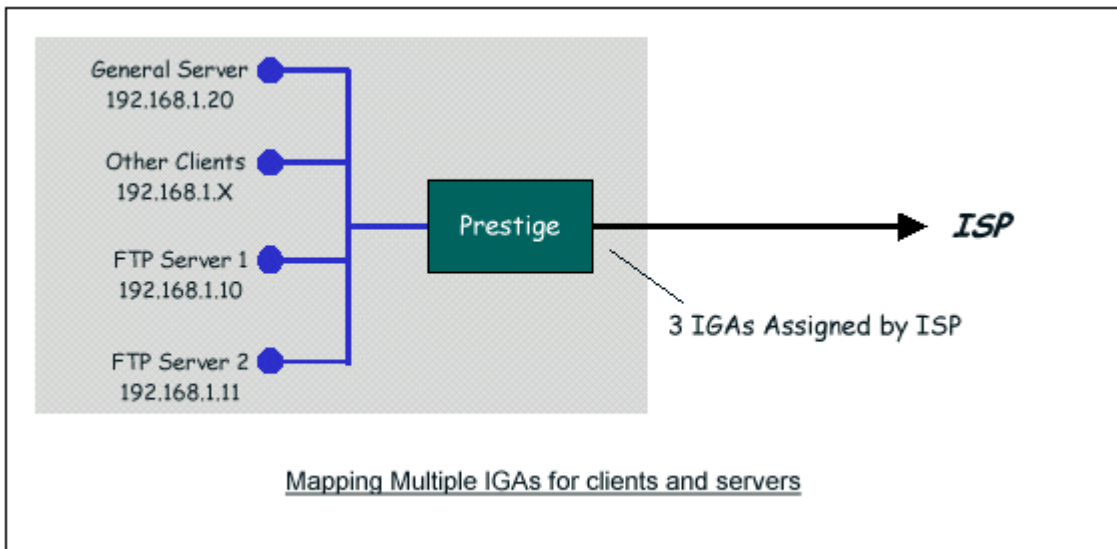 General Server
192.168.1.20
Other Clients
192.168.1.X
FTP Server 1
192.168.1.10
FTP Server 2
192.168.1.11
Prestige
ISP
3 IGAs Assigned by ISP
Mapping Multiple IGAs for clients and servers